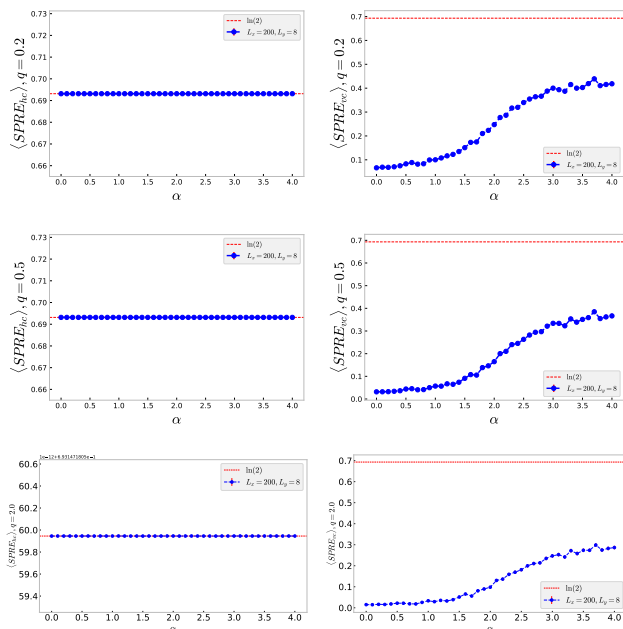 ⟨SPRE_hc⟩, q = 0.2
0.73
0.72
0.71
0.70
0.69
0.68
0.67
0.66
ln(2)
L_x = 200, L_y = 8
0.0 0.5 1.0 1.5 2.0 2.5 3.0 3.5 4.0
α
⟨SPRE_vc⟩, q = 0.2
0.7
0.6
0.5
0.4
0.3
0.2
0.1
ln(2)
L_x = 200, L_y = 8
0.0 0.5 1.0 1.5 2.0 2.5 3.0 3.5 4.0
α
⟨SPRE_hc⟩, q = 0.5
0.73
0.72
0.71
0.70
0.69
0.68
0.67
0.66
ln(2)
L_x = 200, L_y = 8
0.0 0.5 1.0 1.5 2.0 2.5 3.0 3.5 4.0
α
⟨SPRE_vc⟩, q = 0.5
0.7
0.6
0.5
0.4
0.3
0.2
0.1
0.0
ln(2)
L_x = 200, L_y = 8
0.0 0.5 1.0 1.5 2.0 2.5 3.0 3.5 4.0
α
1e−12+6.931471805e−1
⟨SPRE_hc⟩, q = 2.0
60.6
60.4
60.2
60.0
59.8
59.6
59.4
ln(2)
L_x = 200, L_y = 8
0.0 0.5 1.0 1.5 2.0 2.5 3.0 3.5 4.0
α
⟨SPRE_vc⟩, q = 2.0
0.7
0.6
0.5
0.4
0.3
0.2
0.1
0.0
ln(2)
L_x = 200, L_y = 8
0.0 0.5 1.0 1.5 2.0 2.5 3.0 3.5 4.0
α